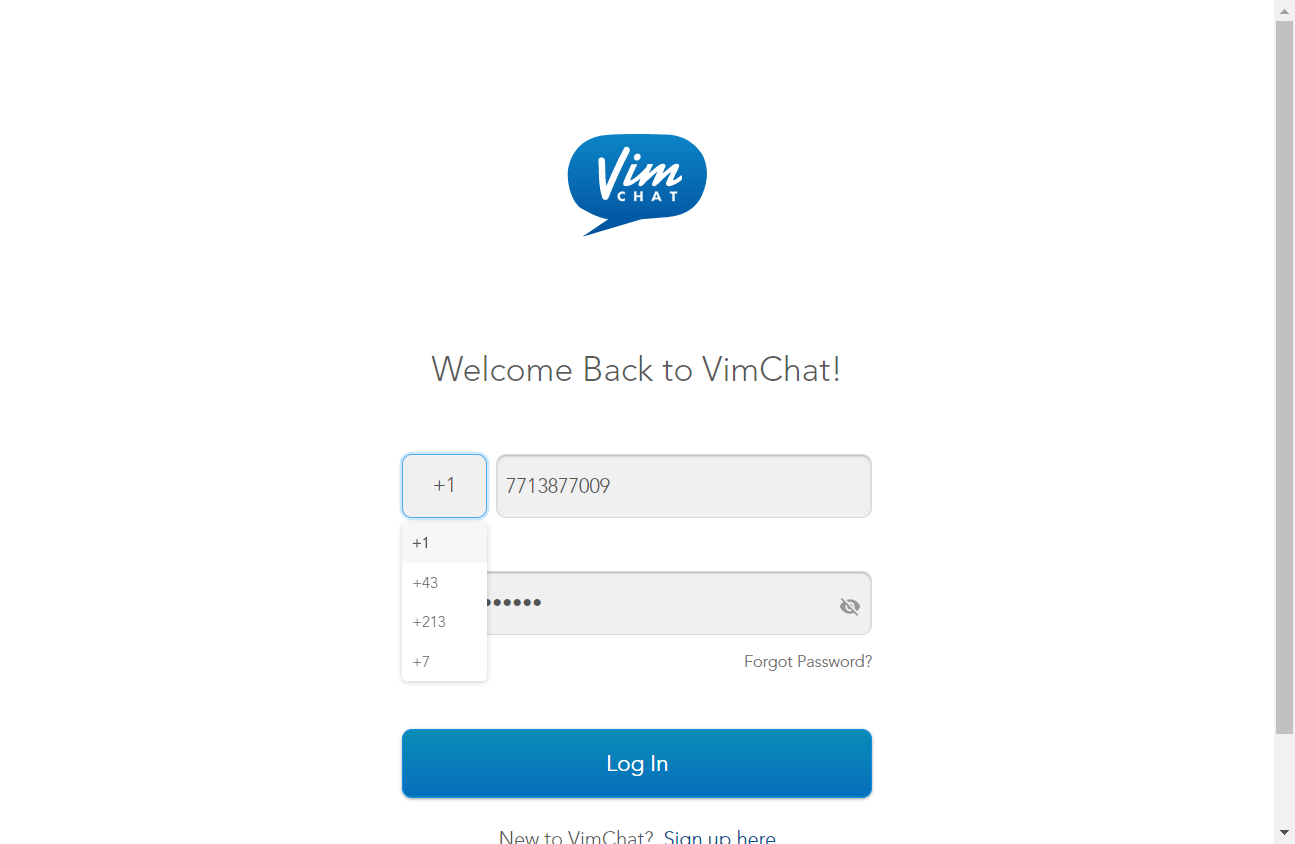 Vim
CHAT
Welcome Back to VimChat!
+1
7713877009
+1
+43
+213
+7
••••••
Forgot Password?
Log In
New to VimChat? Sign up here